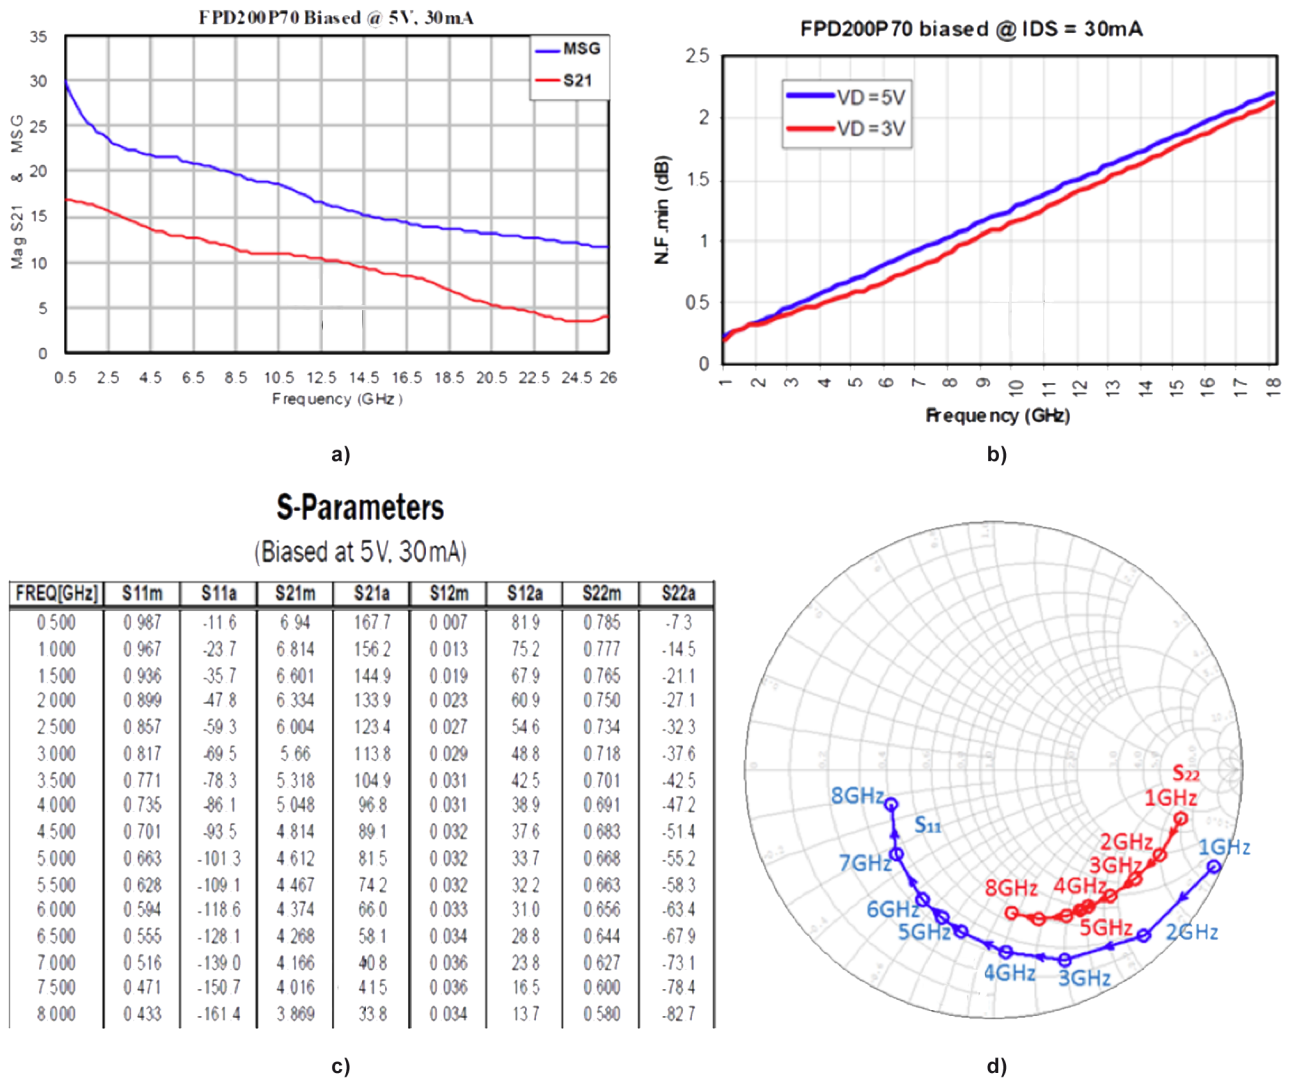 FPD200P70 Biased @ 5V, 30mA
MSG
S21
35
30
25
20
15
10
5
0
Mag S21 & MSG
0.5 2.5 4.5 6.5 8.5 10.5 12.5 14.5 16.5 18.5 20.5 22.5 24.5 26
Frequency (GHz)
a)
FPD200P70 biased @ IDS = 30mA
VD=5V
VD=3V
2.5
2
1.5
1
0 5
0
N.F.min (dB)
1 2 3 4 5 6 7 8 9 10 11 12 13 14 15 16 17 18
Frequency (GHz)
b)
S-Parameters
(Biased at 5V, 30mA)
FREQ[GHz] S11m S11a S21m S21a S12m S12a S22m S22a
0 500 0 987 -11 6 6 94 167 7 0 007 81 9 0 785 -7 3
1 000 0 967 -23 7 6 814 156 2 0 013 75 2 0 777 -14 5
1 500 0 936 -35 7 6 601 144 9 0 019 67 9 0 765 -21 1
2 000 0 899 -47 8 6 334 133 9 0 023 60 9 0 750 -27 1
2 500 0 857 -59 3 6 004 123 4 0 027 54 6 0 734 -32 3
3 000 0 817 -69 5 5 66 113 8 0 029 48 8 0 718 -37 6
3 500 0 771 -78 3 5 318 104 9 0 031 42 5 0 701 -42 5
4 000 0 735 -86 1 5 048 96 8 0 031 38 9 0 691 -47 2
4 500 0 701 -93 5 4 814 89 1 0 032 37 6 0 683 -51 4
5 000 0 663 -101 3 4 612 81 5 0 032 33 7 0 668 -55 2
5 500 0 628 -109 1 4 467 74 2 0 032 32 2 0 663 -58 3
6 000 0 594 -118 6 4 374 66 0 0 033 31 0 0 656 -63 4
6 500 0 555 -128 1 4 268 58 1 0 034 28 8 0 644 -67 9
7 000 0 516 -139 0 4 166 40 8 0 036 23 8 0 627 -73 1
7 500 0 471 -150 7 4 016 41 5 0 036 16 5 0 600 -78 4
8 000 0 433 -161 4 3 869 33 8 0 034 13 7 0 580 -82 7
c)
S22
1GHz
2GHz
3GHz
4GHz
5GHz
8GHz
S11
1GHz
2GHz
3GHz
4GHz
5GHz
6GHz
7GHz
8GHz
d)